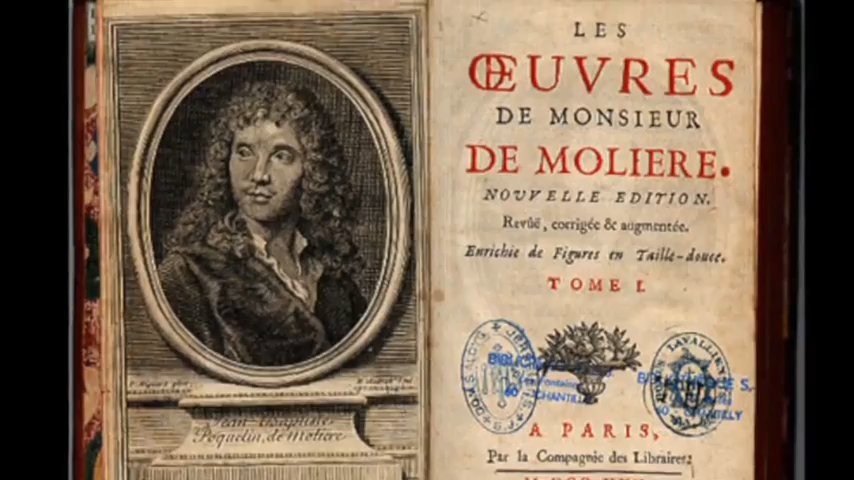 Jean Baptiste
Poquelin, de Moliere
LES
ŒUVRES
DE MONSIEUR
DE MOLIERE.
NOUVELLE EDITION.
Revûë, corrigée & augmentée.
Enrichie de Figures en Taille-douce.
TOME I.
A PARIS,
Par la Compagnie des Libraires.